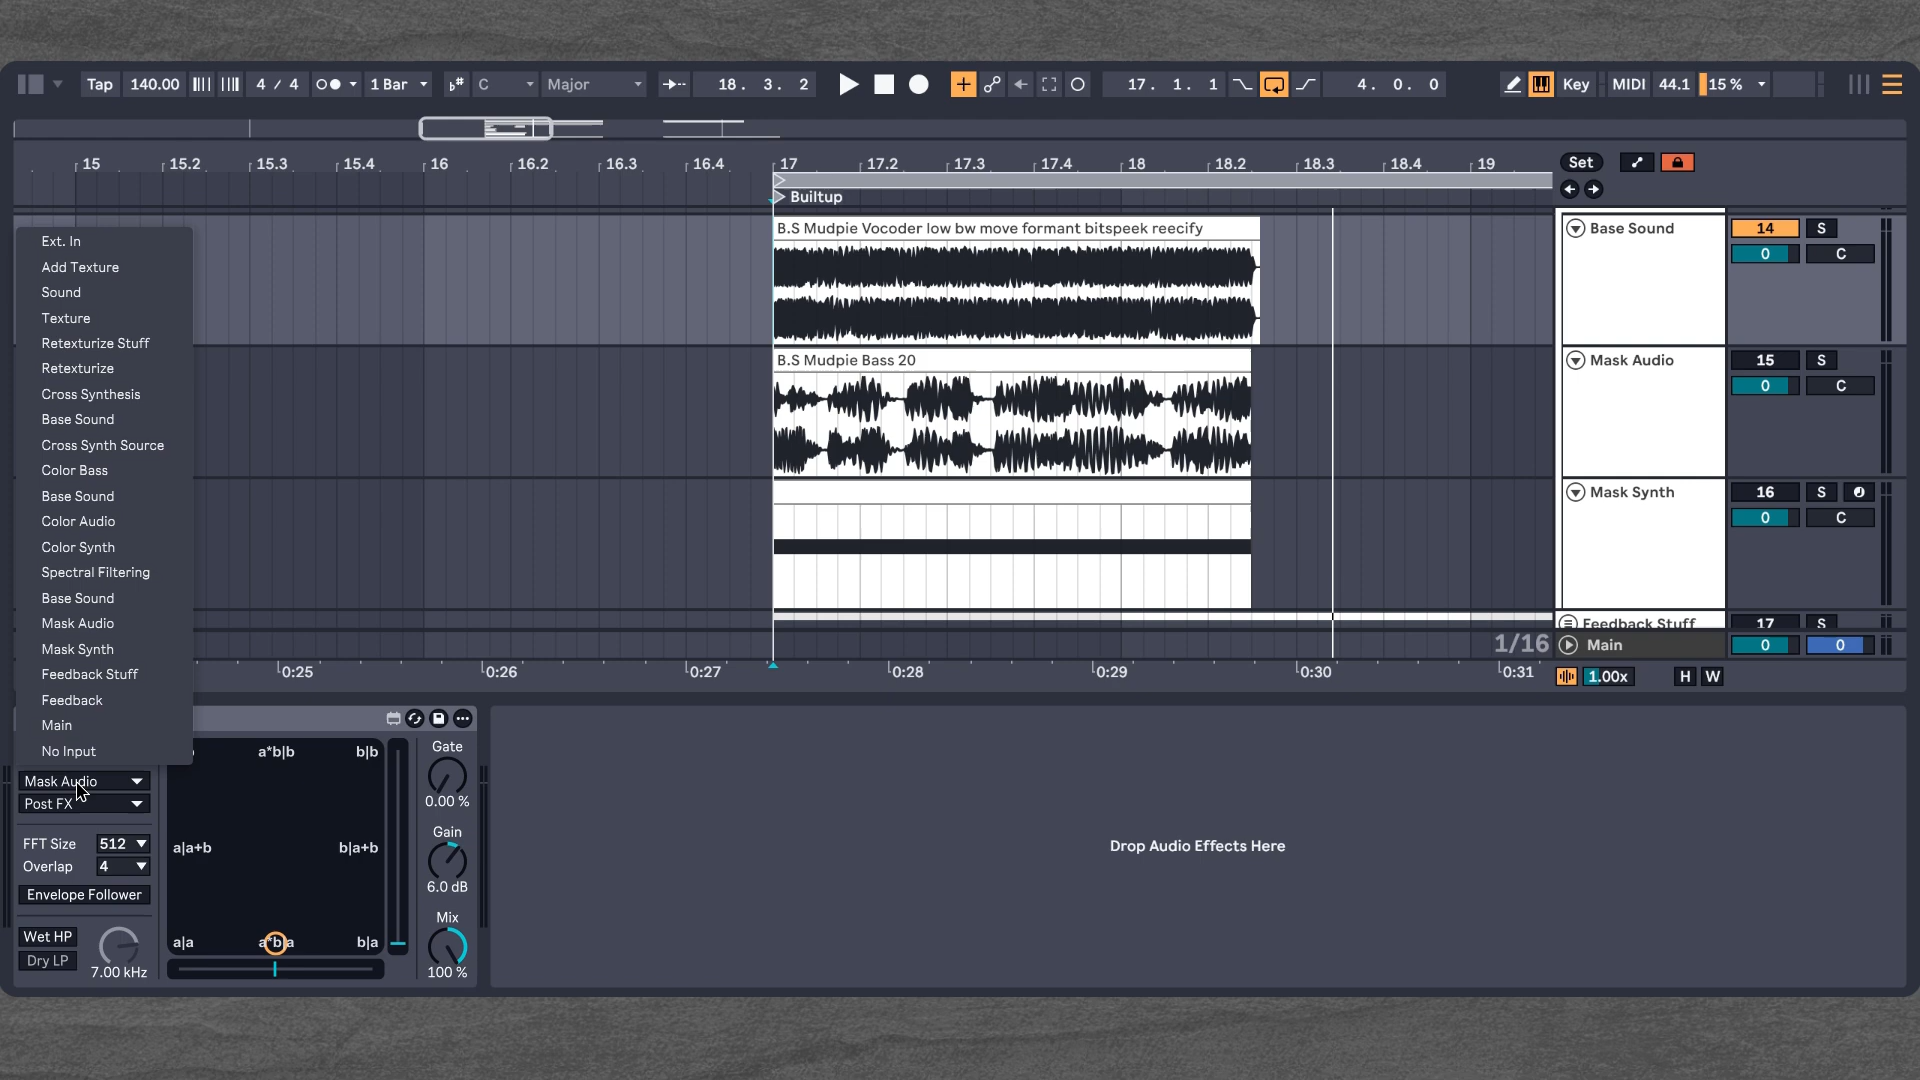 Tap 140.00 4 / 4 1 Bar C Major 18. 3. 2 17. 1. 1 4. 0. 0 Key MIDI 44.1 15 %
15 15.2 15.3 15.4 16 16.2 16.3 16.4 17 17.2 17.3 17.4 18 18.2 18.3 18.4 19 Set
Builtup
B.S Mudpie Vocoder low bw move formant bitspeek reecify
Base Sound 14 S
0 C
B.S Mudpie Bass 20
Mask Audio 15 S
0 C
Mask Synth 16 S
0 C
Feedback Stuff 17 S
1/16 Main 0 0
0:25 0:26 0:27 0:28 0:29 0:30 0:31 1.00x H W
Ext. In
Add Texture
Sound
Texture
Retexturize Stuff
Retexturize
Cross Synthesis
Base Sound
Cross Synth Source
Color Bass
Base Sound
Color Audio
Color Synth
Spectral Filtering
Base Sound
Mask Audio
Mask Synth
Feedback Stuff
Feedback
Main
No Input
Mask Audio
Post FX
FFT Size 512
Overlap 4
Envelope Follower
Wet HP
Dry LP
7.00 kHz
a*b|b b|b
a|a+b b|a+b
a|a a*b|a b|a
Gate
0.00 %
Gain
6.0 dB
Mix
100 %
Drop Audio Effects Here